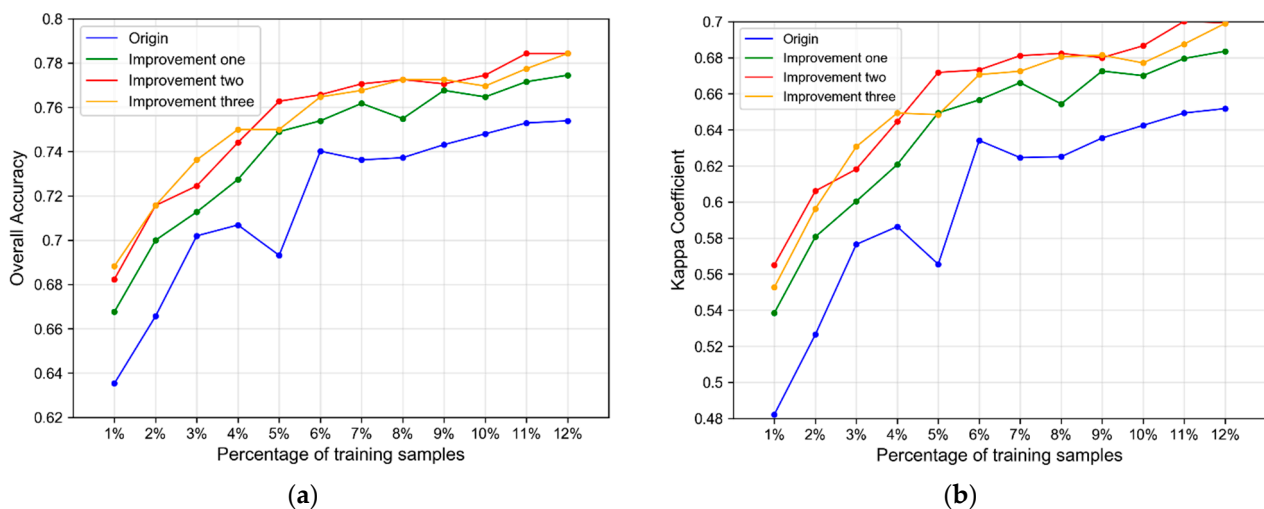 0.8
0.78
0.76
0.74
0.72
0.7
0.68
0.66
0.64
0.62
Overall Accuracy
Origin
Improvement one
Improvement two
Improvement three
1% 2% 3% 4% 5% 6% 7% 8% 9% 10% 11% 12%
Percentage of training samples
(a)
0.7
0.68
0.66
0.64
0.62
0.6
0.58
0.56
0.54
0.52
0.5
0.48
Kappa Coefficient
Origin
Improvement one
Improvement two
Improvement three
1% 2% 3% 4% 5% 6% 7% 8% 9% 10% 11% 12%
Percentage of training samples
(b)